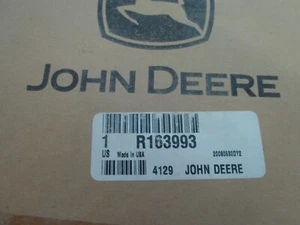 JOHN DEERE
1 R163993
US Made in USA
4129 JOHN DEERE